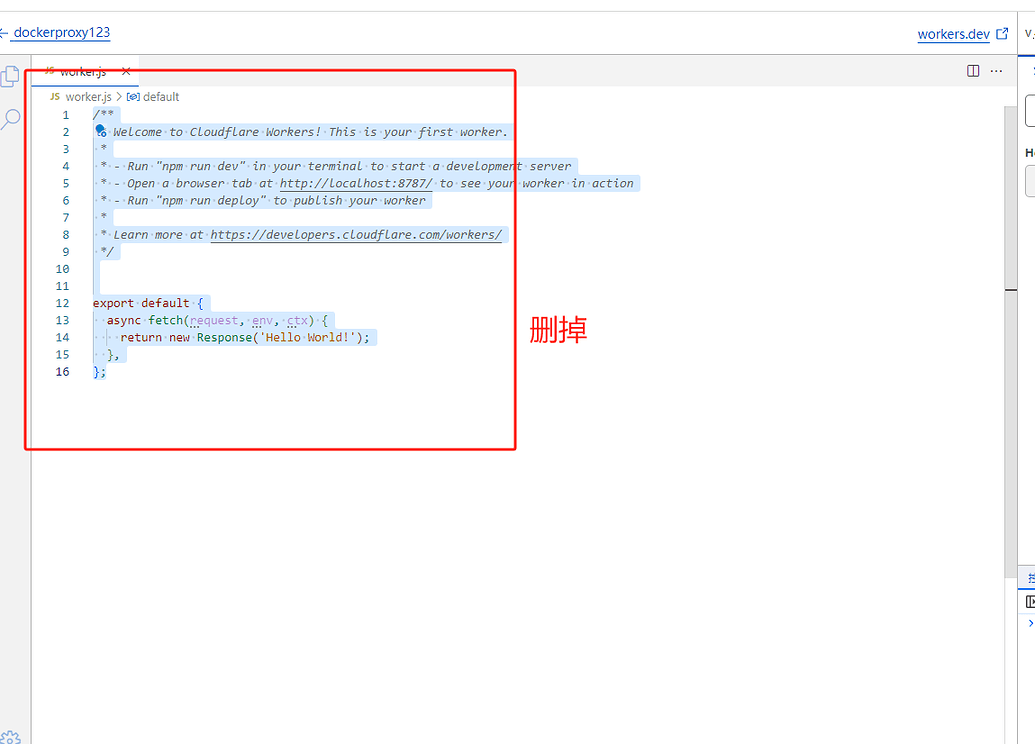 dockerproxy123
workers.dev
JS worker.js
JS worker.js > default
1 /**
2 Welcome to Cloudflare Workers! This is your first worker.
3 *
4 * - Run "npm run dev" in your terminal to start a development server
5 * - Open a browser tab at http://localhost:8787/ to see your worker in action
6 * - Run "npm run deploy" to publish your worker
7 *
8 * Learn more at https://developers.cloudflare.com/workers/
9 */
10
11
12 export default {
13 async fetch(request, env, ctx) {
14 return new Response('Hello World!');
15 },
16 };
删掉